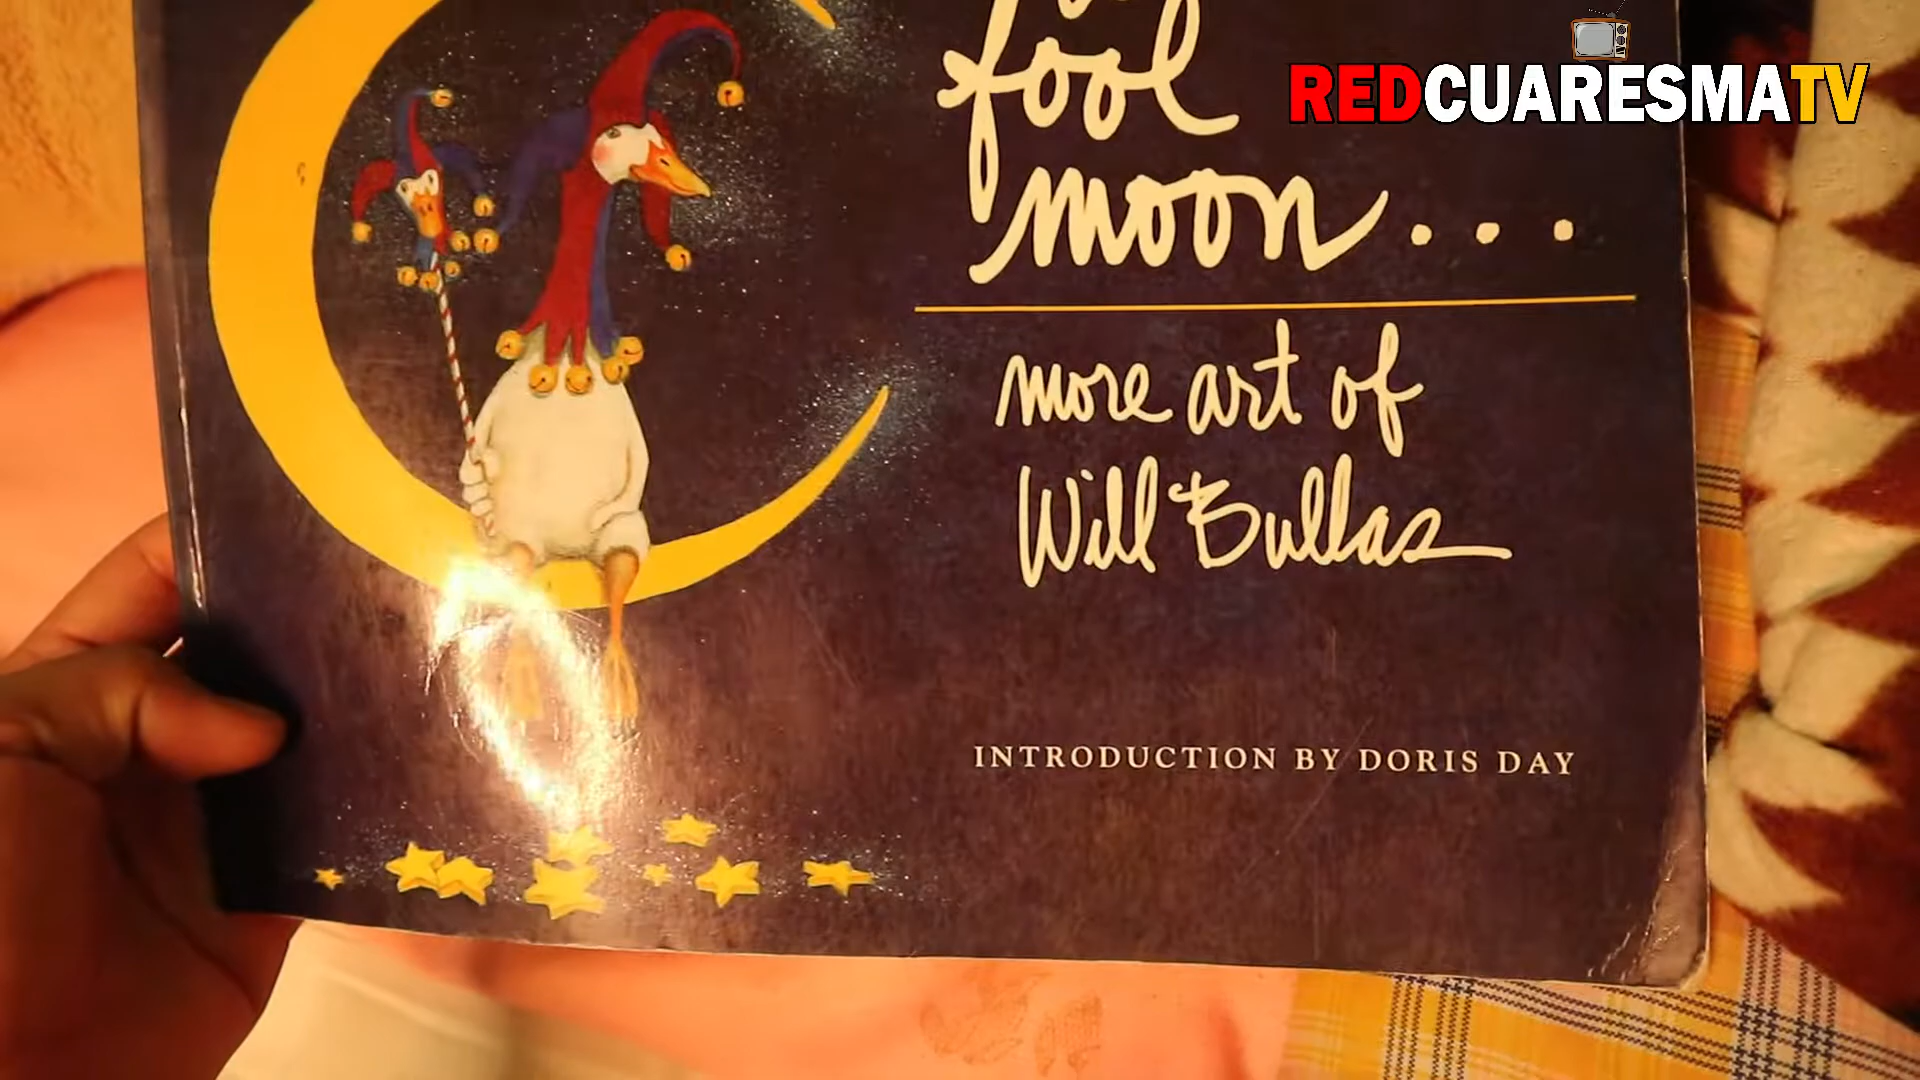 REDCUARESMATV
fool
moon...
more art of
Will Bullas
INTRODUCTION BY DORIS DAY